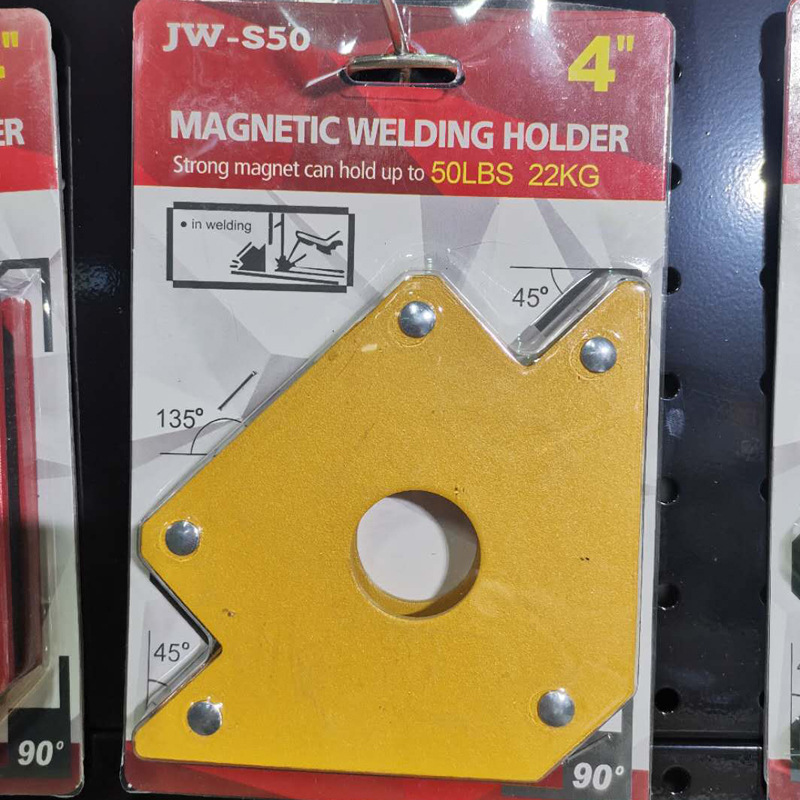 JW-S50
4"
MAGNETIC WELDING HOLDER
Strong magnet can hold up to 50LBS 22KG
• in welding
45°
135°
45°
90°
ER
90°